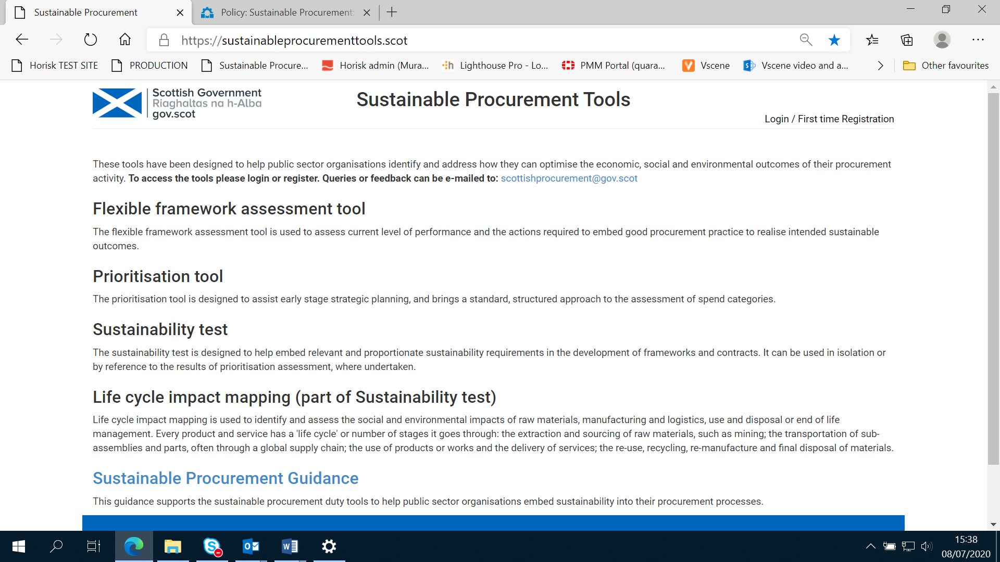 Sustainable Procurement
Policy: Sustainable Procurement:
https://sustainableprocurementtools.scot
Horisk TEST SITE
PRODUCTION
Sustainable Procure...
Horisk admin (Mura...
Lighthouse Pro - Lo...
PMM Portal (quara...
Vscene
Vscene video and a...
Other favourites
Scottish Government
Riaghaltas na h-Alba
gov.scot
Sustainable Procurement Tools
Login / First time Registration
These tools have been designed to help public sector organisations identify and address how they can optimise the economic, social and environmental outcomes of their procurement
activity. To access the tools please login or register. Queries or feedback can be e-mailed to: scottishprocurement@gov.scot
Flexible framework assessment tool
The flexible framework assessment tool is used to assess current level of performance and the actions required to embed good procurement practice to realise intended sustainable
outcomes.
Prioritisation tool
The prioritisation tool is designed to assist early stage strategic planning, and brings a standard, structured approach to the assessment of spend categories.
Sustainability test
The sustainability test is designed to help embed relevant and proportionate sustainability requirements in the development of frameworks and contracts. It can be used in isolation or
by reference to the results of prioritisation assessment, where undertaken.
Life cycle impact mapping (part of Sustainability test)
Life cycle impact mapping is used to identify and assess the social and environmental impacts of raw materials, manufacturing and logistics, use and disposal or end of life
management. Every product and service has a 'life cycle' or number of stages it goes through: the extraction and sourcing of raw materials, such as mining; the transportation of sub-
assemblies and parts, often through a global supply chain; the use of products or works and the delivery of services; the re-use, recycling, re-manufacture and final disposal of materials.
Sustainable Procurement Guidance
This guidance supports the sustainable procurement duty tools to help public sector organisations embed sustainability into their procurement processes.
15:38
08/07/2020